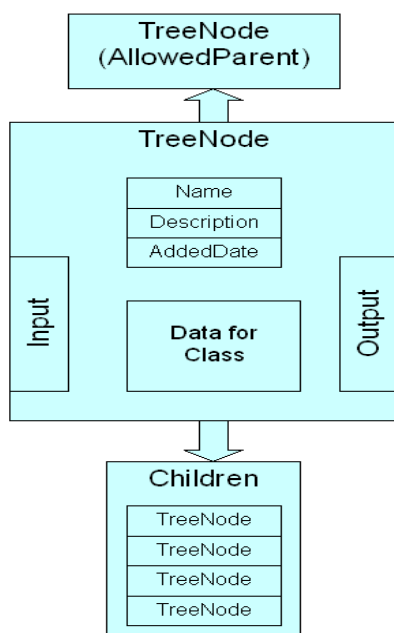 TreeNode
(AllowedParent)
TreeNode
Name
Description
AddedDate
Input
Data for
Class
Output
Children
TreeNode
TreeNode
TreeNode
TreeNode